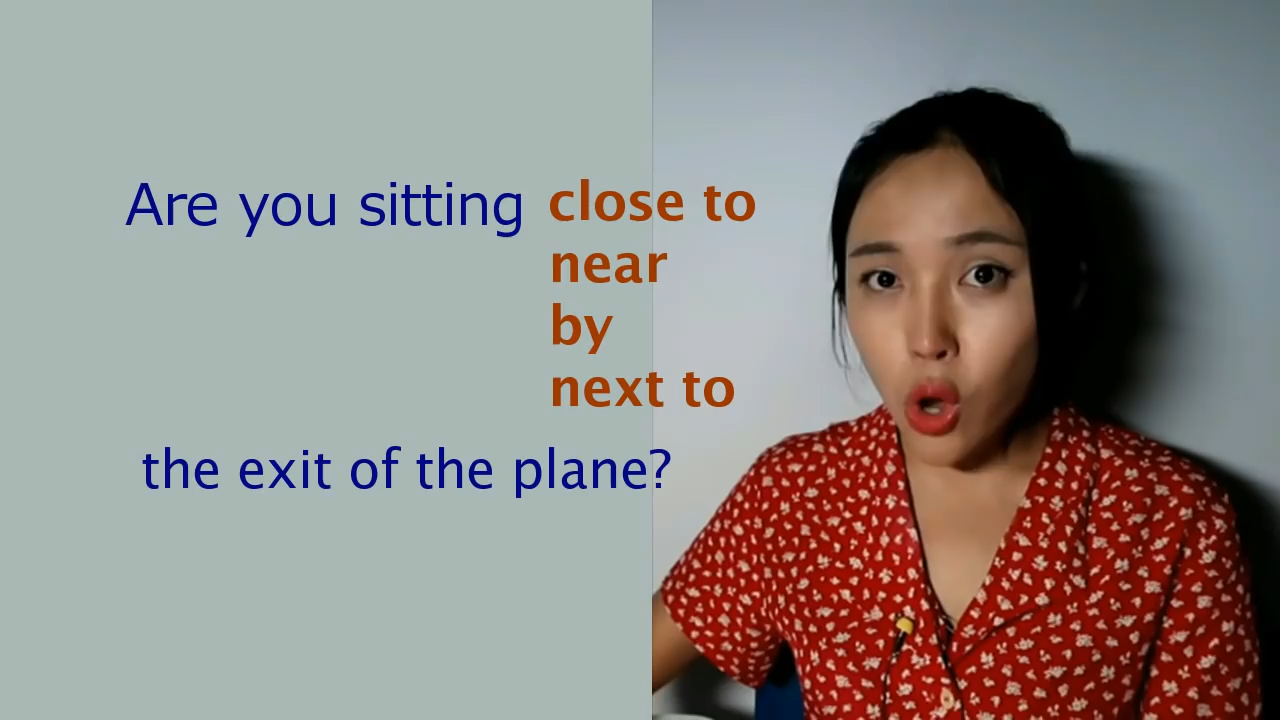 Are you sitting close to
near
by
next to
the exit of the plane?